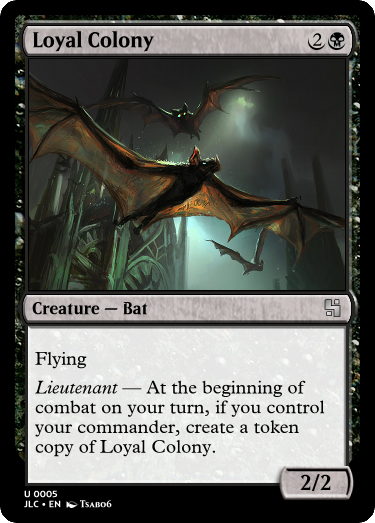 Loyal Colony 2
Creature — Bat
Flying
Lieutenant — At the beginning of
combat on your turn, if you control
your commander, create a token
copy of Loyal Colony.
2/2
U 0005
JLC • EN Tsabo6